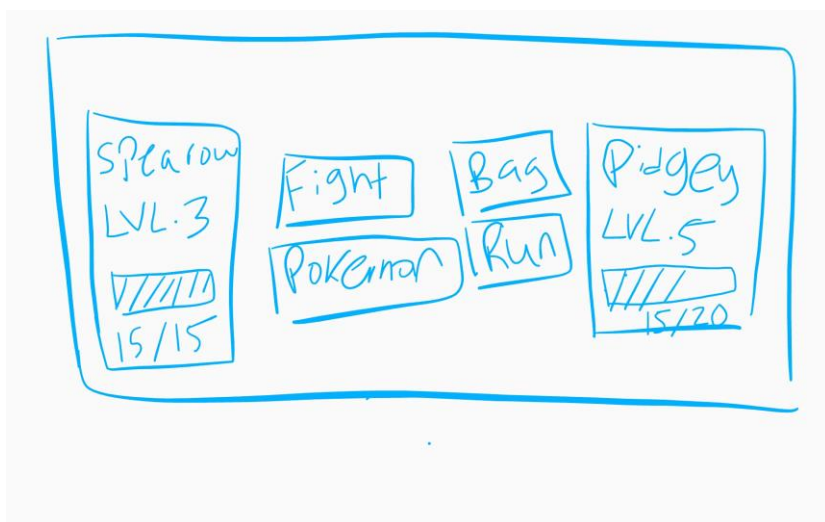 SPearow
LVL.3
15/15
Fight
Bag
Pokemon
Run
Pidgey
LVL.5
15/20